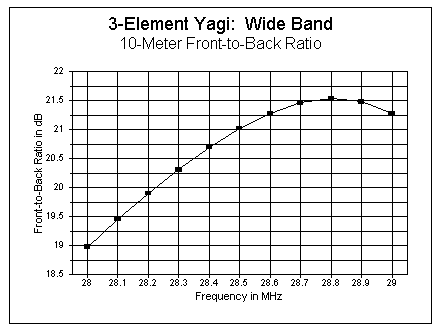 3-Element Yagi:  Wide Band
10-Meter Front-to-Back Ratio
Front-to-Back Ratio in dB
22
21.5
21
20.5
20
19.5
19
18.5
28 28.1 28.2 28.3 28.4 28.5 28.6 28.7 28.8 28.9 29
Frequency in MHz